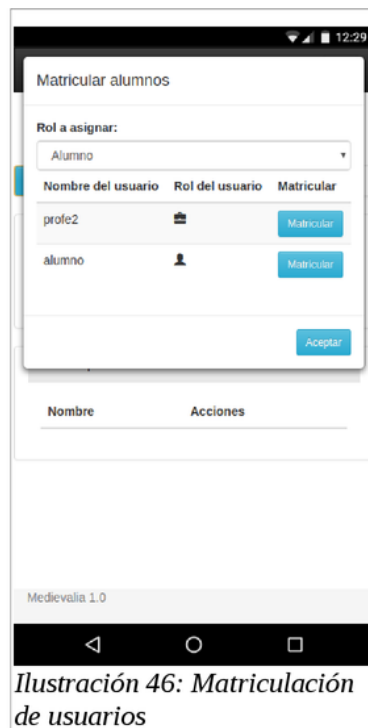 12:29
Matricular alumnos
Rol a asignar:
Alumno
Nombre del usuario Rol del usuario Matricular
profe2 Matricular
alumno Matricular
Aceptar
Nombre Acciones
Medievalia 1.0
Ilustración 46: Matriculación
de usuarios